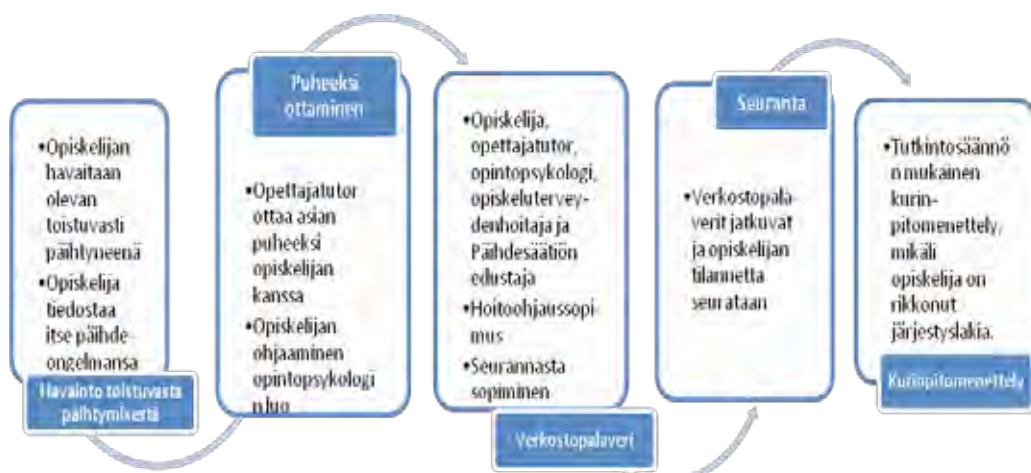 •Opiskelijan
havaitaan
olevan
toistuvasti
päihtyneenä
•Opiskelija
tiedostaa
itse päihde-
ongelmansa
Havainto toistuvasta
päihtymisestä
Puheeksi
ottaminen
•Opettajatutor
ottaa asian
puheeksi
opiskelijan
kanssa
•Opiskelijan
ohjaaminen
opintopsykologi
n luo
•Opiskelija,
opettajatutor,
opintopsykologi,
opiskelutervey-
denhoitaja ja
Päihdesäätiön
edustaja
•Hoitoohjaussopi
mus
•Seurannasta
sopiminen
Verkostopalaveri
Seuranta
•Verkostopala-
verit jatkuvat
ja opiskelijan
tilannetta
seurataan
•Tutkintosäännö
n mukainen
kurin-
pitomenettely,
mikäli
opiskelija on
rikkonut
järjestyslakia.
Kurinpitomenettely